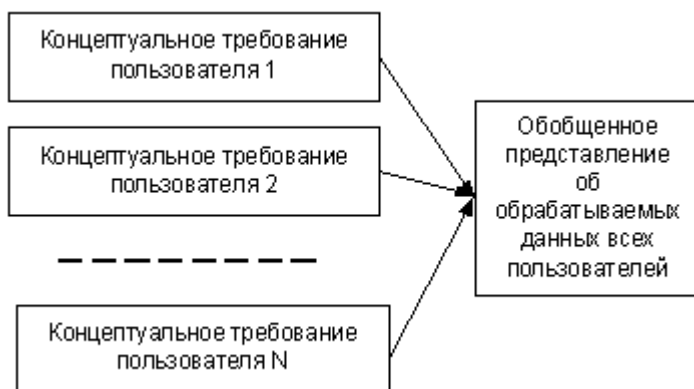 Концептуальное требование
пользователя 1
Концептуальное требование
пользователя 2
Концептуальное требование
пользователя N
Обобщенное
представление
об
обрабатываемых
данных всех
пользователей